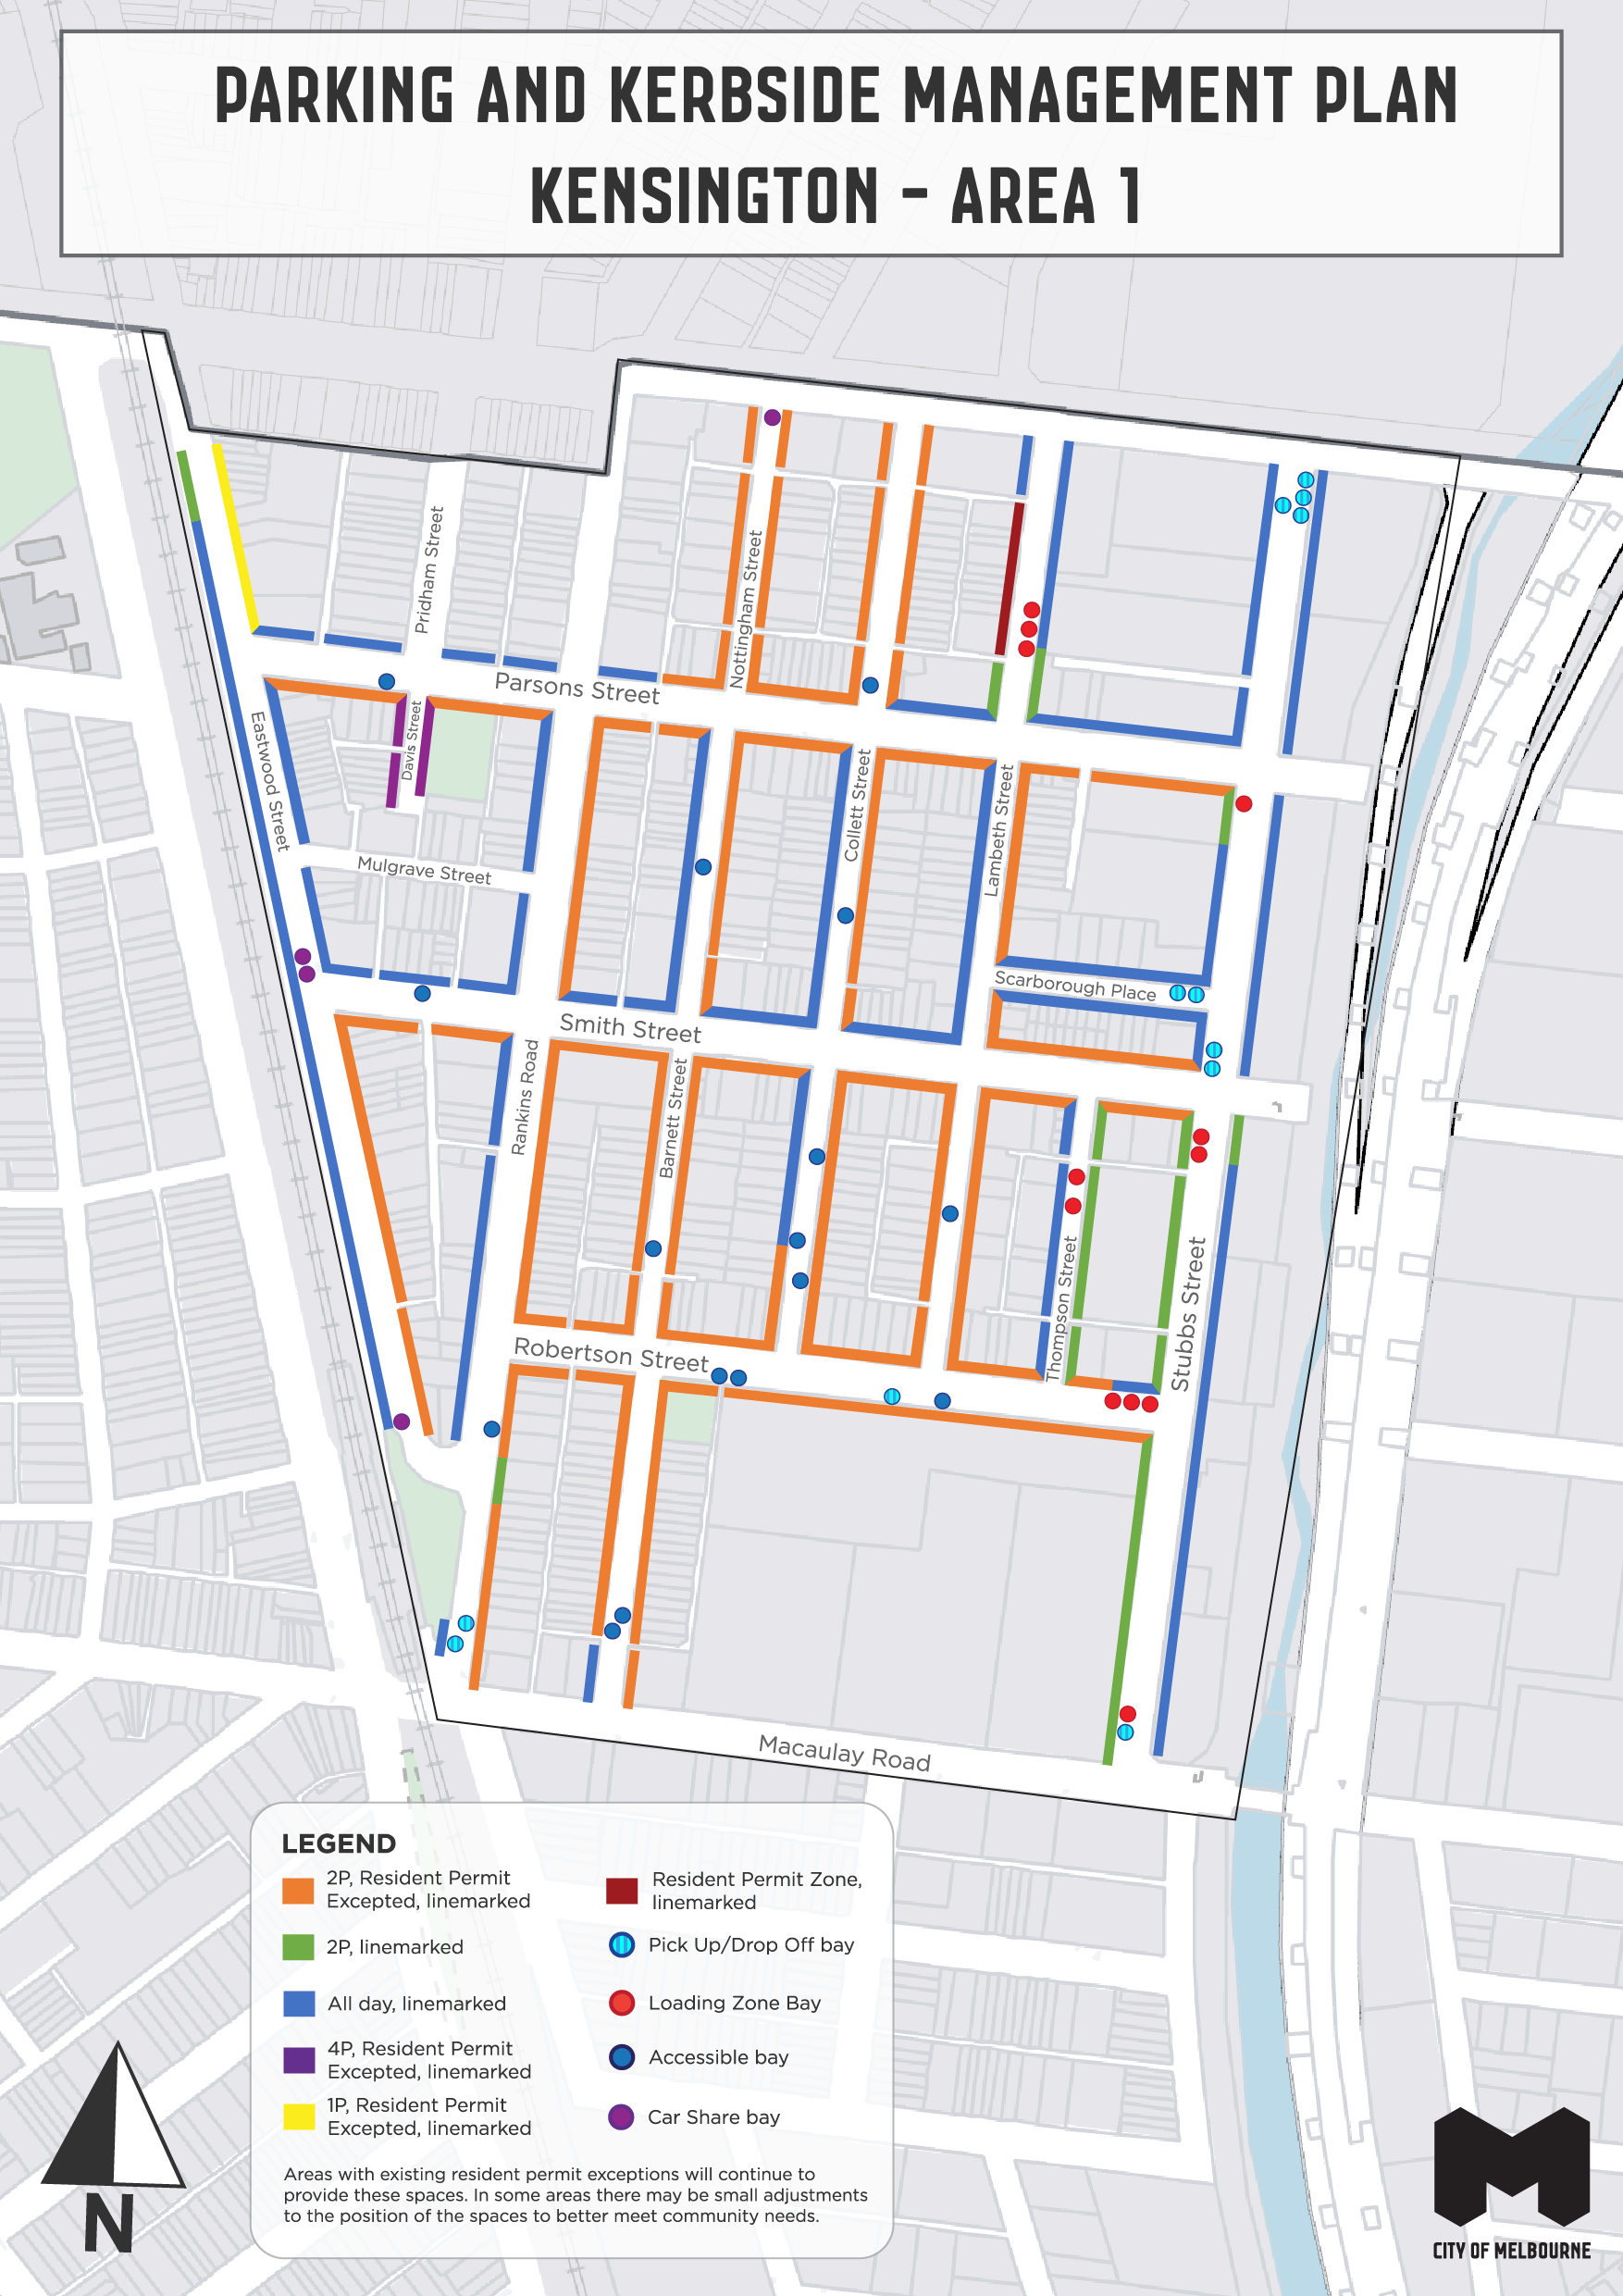 PARKING AND KERBSIDE MANAGEMENT PLAN
KENSINGTON - AREA 1
Pridham Street
Nottingham Street
Parsons Street
Eastwood Street
Davis Street
Mulgrave Street
Collett Street
Lambeth Street
Scarborough Place
Smith Street
Rankins Road
Barnett Street
Thompson Street
Stubbs Street
Robertson Street
Macaulay Road
LEGEND
2P, Resident Permit
Excepted, linemarked
2P, linemarked
All day, linemarked
4P, Resident Permit
Excepted, linemarked
1P, Resident Permit
Excepted, linemarked
Resident Permit Zone,
linemarked
Pick Up/Drop Off bay
Loading Zone Bay
Accessible bay
Car Share bay
Areas with existing resident permit exceptions will continue to
provide these spaces. In some areas there may be small adjustments
to the position of the spaces to better meet community needs.
N
CITY OF MELBOURNE